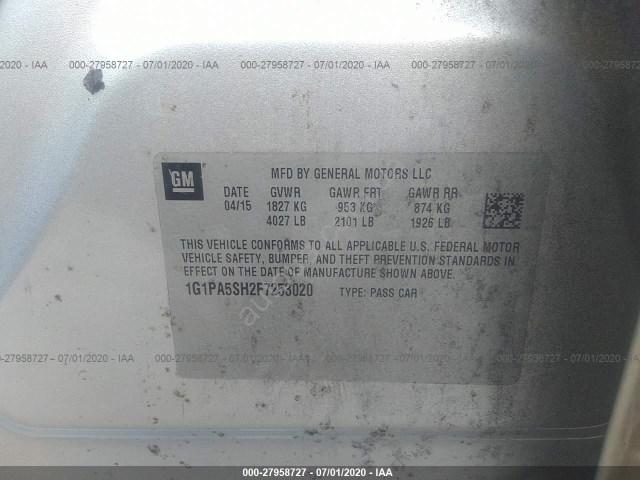 000-27958727 - 07/01/2020 - IAA
GM
MFD BY GENERAL MOTORS LLC
DATE GVWR GAWR FRT GAWR RR
04/15 1827 KG 953 KG 874 KG
4027 LB 2101 LB 1926 LB
THIS VEHICLE CONFORMS TO ALL APPLICABLE U.S. FEDERAL MOTOR
VEHICLE SAFETY, BUMPER, AND THEFT PREVENTION STANDARDS IN
EFFECT ON THE DATE OF MANUFACTURE SHOWN ABOVE.
1G1PA5SH2F7253020 TYPE: PASS CAR
000-27958727 - 07/01/2020 - IAA
000-27958727 - 07/01/2020 - IAA